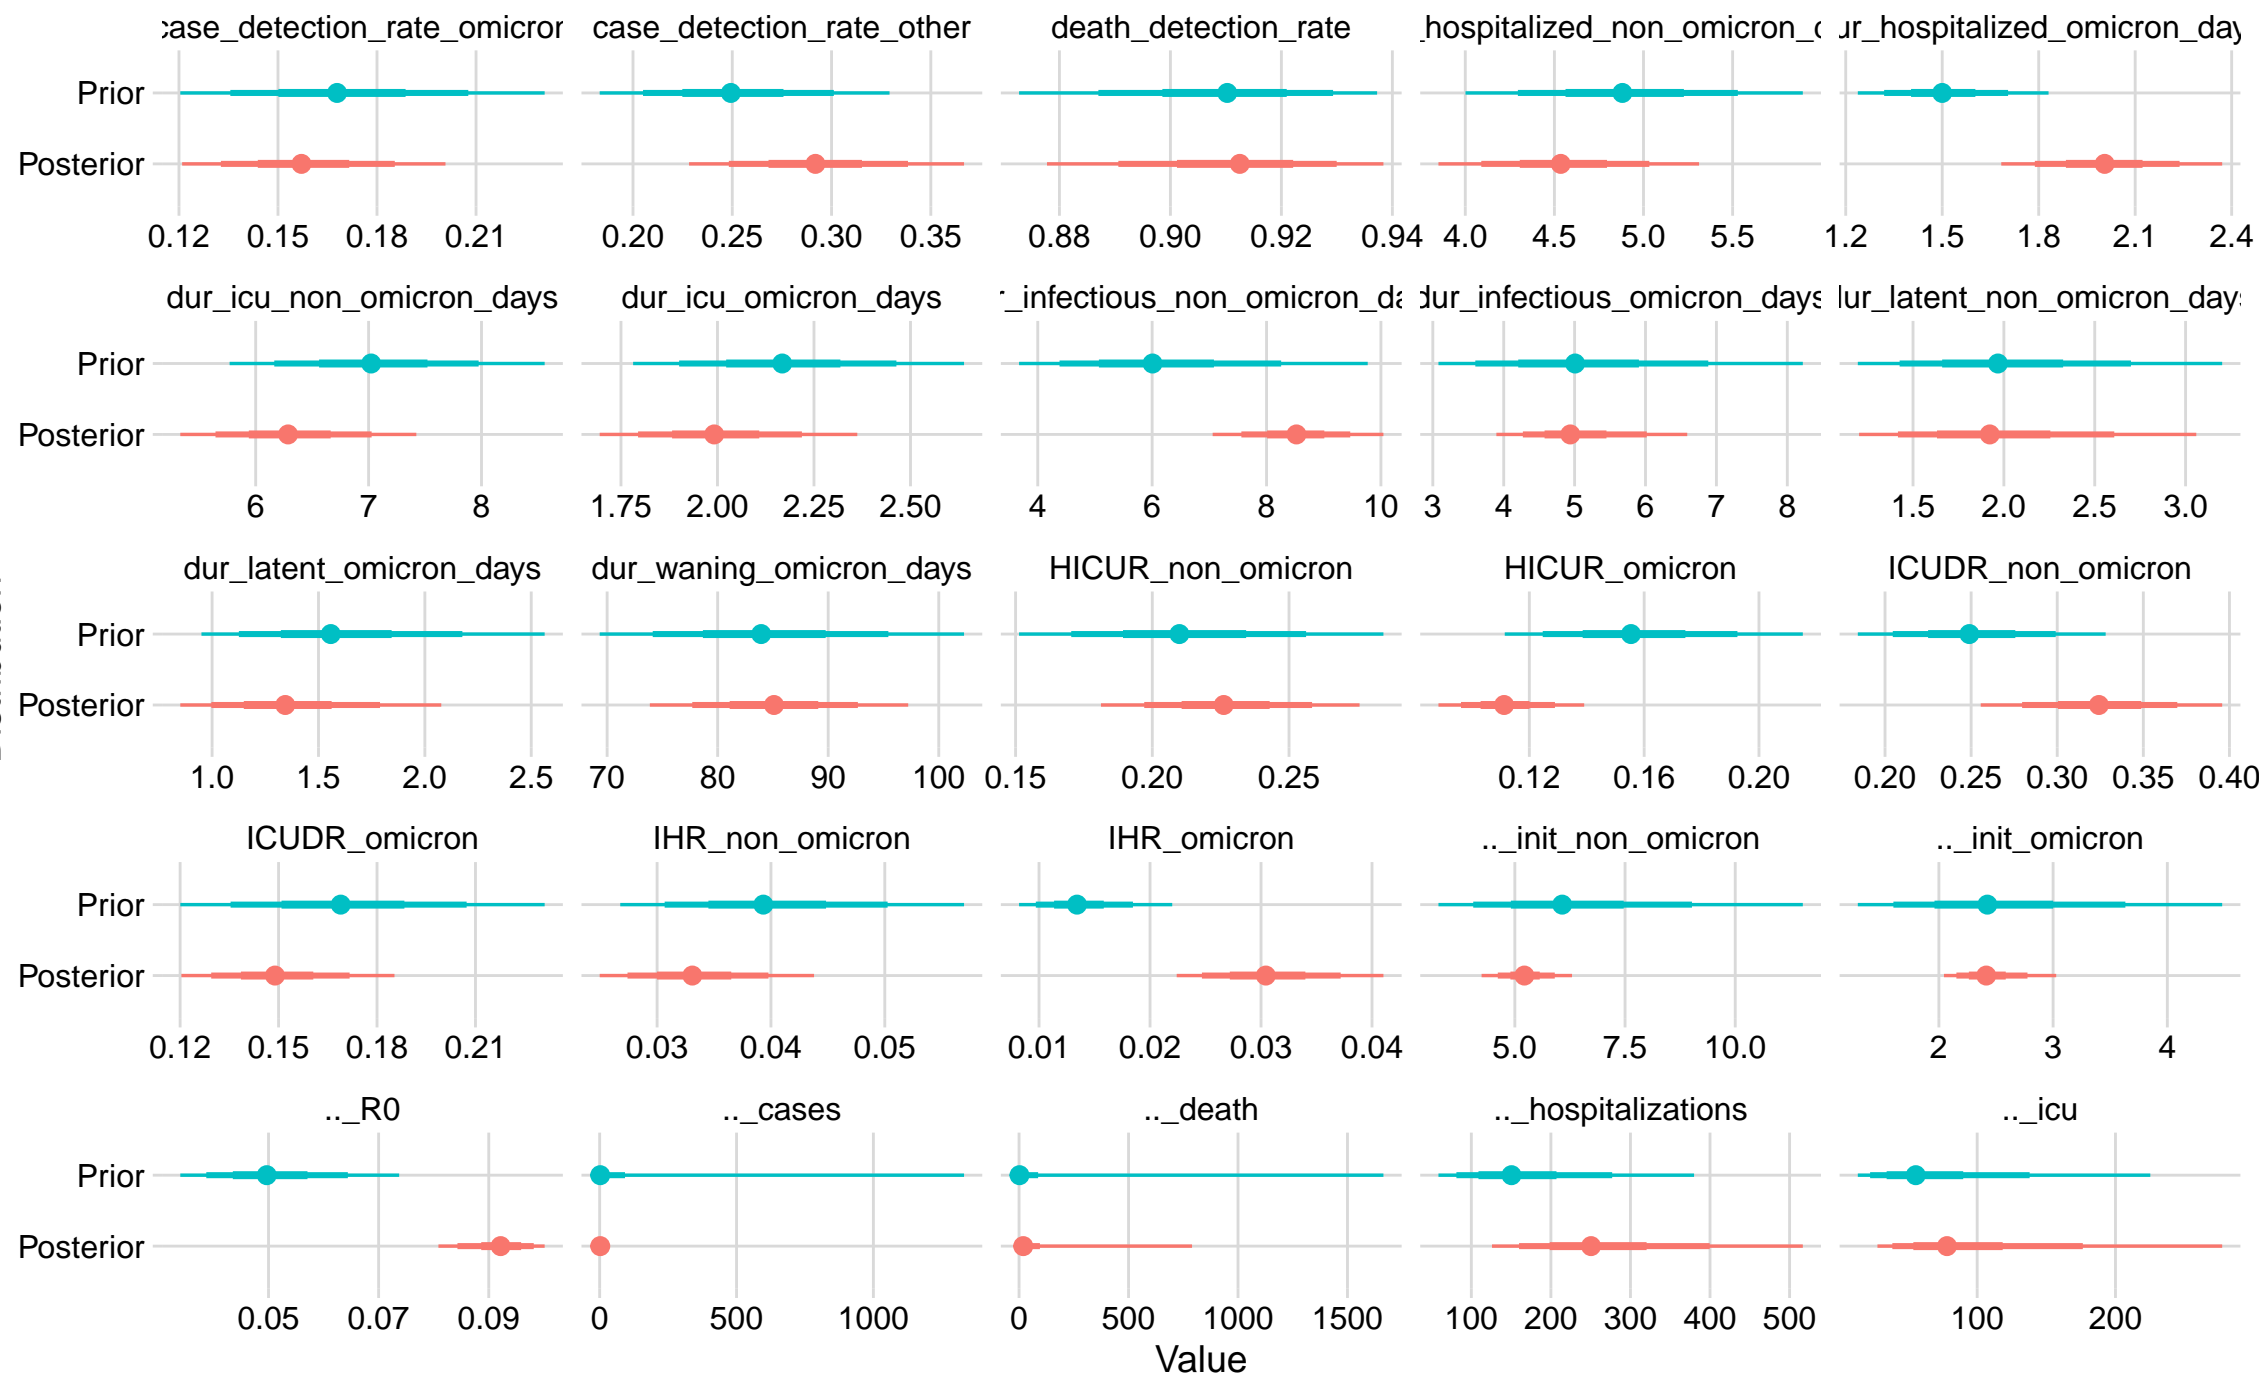 case_detection_rate_omicron case_detection_rate_other death_detection_rate _hospitalized_non_omicron_ ur_hospitalized_omicron_day
Prior
Posterior
0.12 0.15 0.18 0.21 0.20 0.25 0.30 0.35 0.88 0.90 0.92 0.94 4.0 4.5 5.0 5.5 1.2 1.5 1.8 2.1 2.4
dur_icu_non_omicron_days dur_icu_omicron_days r_infectious_non_omicron_da dur_infectious_omicron_days dur_latent_non_omicron_days
Prior
Posterior
6 7 8 1.75 2.00 2.25 2.50 4 6 8 10 3 4 5 6 7 8 1.5 2.0 2.5 3.0
dur_latent_omicron_days dur_waning_omicron_days HICUR_non_omicron HICUR_omicron ICUDR_non_omicron
Prior
Posterior
1.0 1.5 2.0 2.5 70 80 90 100 0.15 0.20 0.25 0.12 0.16 0.20 0.20 0.25 0.30 0.35 0.40
ICUDR_omicron IHR_non_omicron IHR_omicron .._init_non_omicron .._init_omicron
Prior
Posterior
0.12 0.15 0.18 0.21 0.03 0.04 0.05 0.01 0.02 0.03 0.04 5.0 7.5 10.0 2 3 4
.._R0 .._cases .._death .._hospitalizations .._icu
Prior
Posterior
0.05 0.07 0.09 0 500 1000 0 500 1000 1500 100 200 300 400 500 100 200
Value